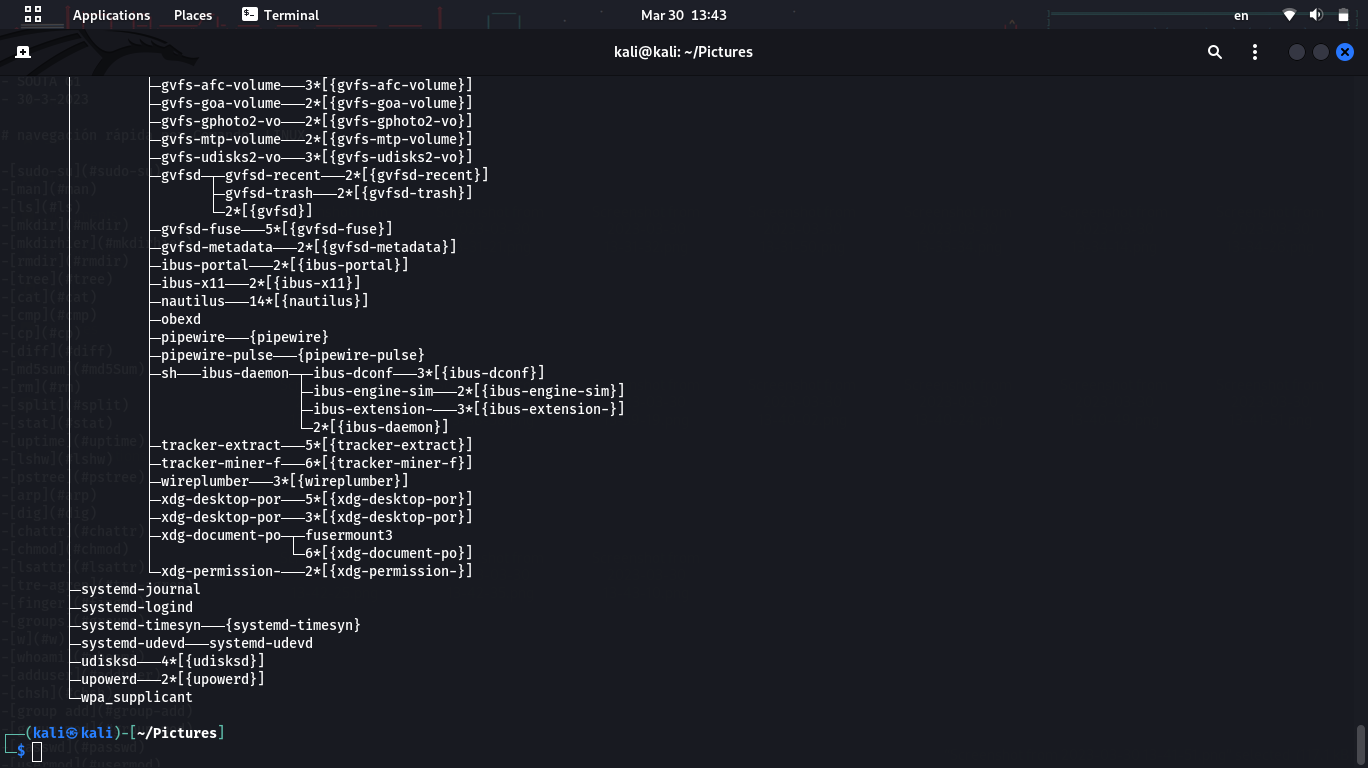 Applications Places Terminal Mar 30 13:43 en
kali@kali: ~/Pictures
├─gvfs-afc-volume───3*[{gvfs-afc-volume}]
├─gvfs-goa-volume───2*[{gvfs-goa-volume}]
├─gvfs-gphoto2-vo───2*[{gvfs-gphoto2-vo}]
├─gvfs-mtp-volume───2*[{gvfs-mtp-volume}]
├─gvfs-udisks2-vo───3*[{gvfs-udisks2-vo}]
├─gvfsd─┬─gvfsd-recent───2*[{gvfsd-recent}]
├─gvfsd-trash───2*[{gvfsd-trash}]
└─2*[{gvfsd}]
├─gvfsd-fuse───5*[{gvfsd-fuse}]
├─gvfsd-metadata───2*[{gvfsd-metadata}]
├─ibus-portal───2*[{ibus-portal}]
├─ibus-x11───2*[{ibus-x11}]
├─nautilus───14*[{nautilus}]
├─obexd
├─pipewire───{pipewire}
├─pipewire-pulse───{pipewire-pulse}
├─sh───ibus-daemon─┬─ibus-dconf───3*[{ibus-dconf}]
├─ibus-engine-sim───2*[{ibus-engine-sim}]
├─ibus-extension-───3*[{ibus-extension-}]
└─2*[{ibus-daemon}]
├─tracker-extract───5*[{tracker-extract}]
├─tracker-miner-f───6*[{tracker-miner-f}]
├─wireplumber───3*[{wireplumber}]
├─xdg-desktop-por───5*[{xdg-desktop-por}]
├─xdg-desktop-por───3*[{xdg-desktop-por}]
├─xdg-document-po─┬─fusermount3
└─6*[{xdg-document-po}]
└─xdg-permission-───2*[{xdg-permission-}]
├─systemd-journal
├─systemd-logind
├─systemd-timesyn───{systemd-timesyn}
├─systemd-udevd───systemd-udevd
├─udisksd───4*[{udisksd}]
├─upowerd───2*[{upowerd}]
└─wpa_supplicant
┌──(kali㉿kali)-[~/Pictures]
└─$